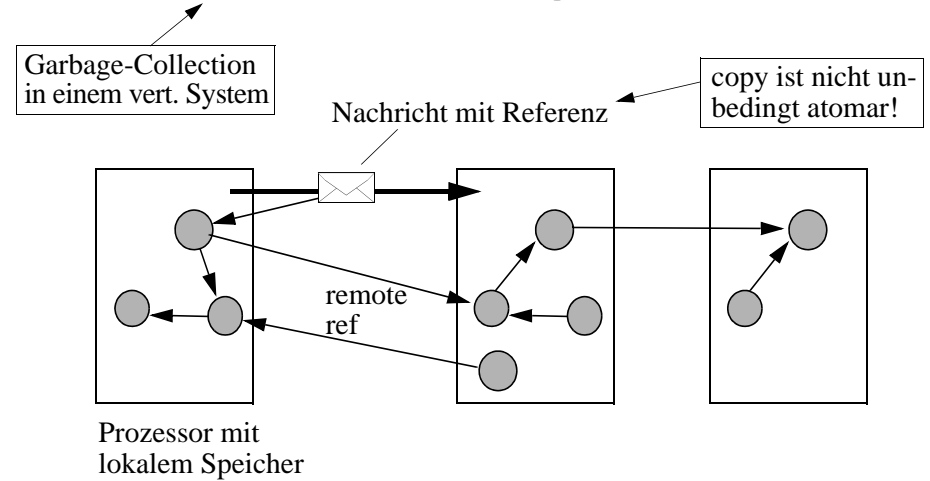 Garbage-Collection
in einem vert. System
copy ist nicht un-
bedingt atomar!
Nachricht mit Referenz
remote
ref
Prozessor mit
lokalem Speicher